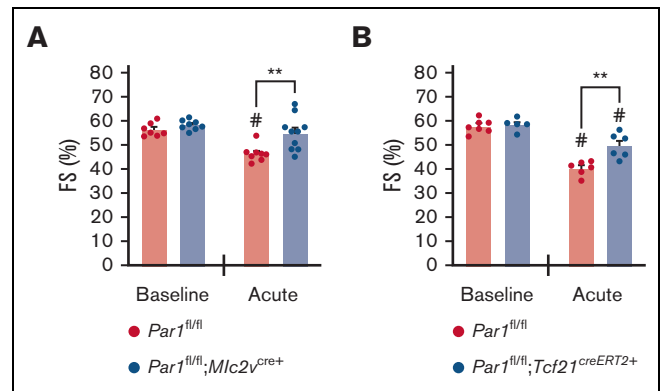 A
B
80
70
60
50
40
30
20
10
0
FS (%)
#
**
Baseline
Acute
Par1fl/fl
Par1fl/fl;Mlc2vcre+
80
70
60
50
40
30
20
10
0
FS (%)
#
**
#
Baseline
Acute
Par1fl/fl
Par1fl/fl;Tcf21creERT2+